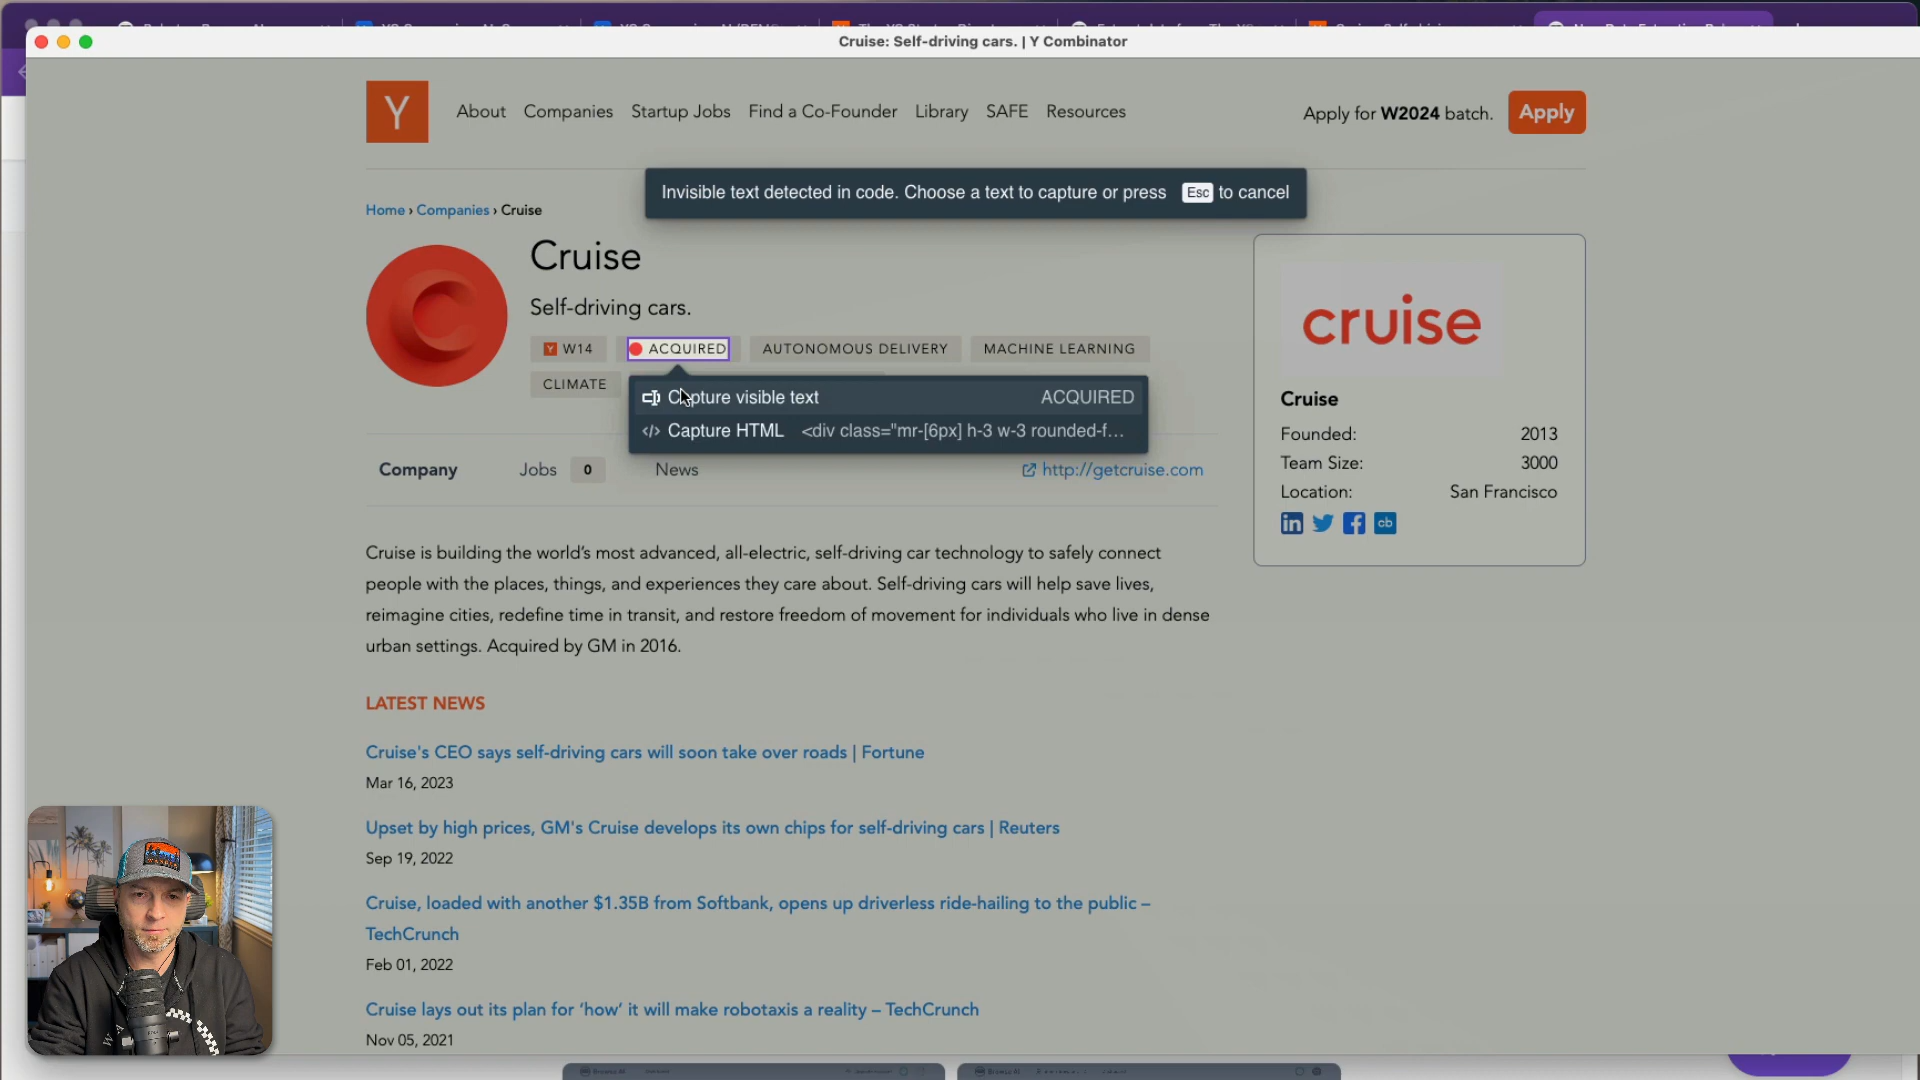 Cruise: Self-driving cars. | Y Combinator
Y
About Companies Startup Jobs Find a Co-Founder Library SAFE Resources
Apply for W2024 batch. Apply
Invisible text detected in code. Choose a text to capture or press Esc to cancel
Home › Companies › Cruise
Cruise
cruise
Self-driving cars.
Y W14 ACQUIRED AUTONOMOUS DELIVERY MACHINE LEARNING
CLIMATE
Capture visible text ACQUIRED
</> Capture HTML <div class="mr-[6px] h-3 w-3 rounded-f...
Cruise
Founded: 2013
Team Size: 3000
Location: San Francisco
in f cb
Company Jobs 0 News http://getcruise.com
Cruise is building the world's most advanced, all-electric, self-driving car technology to safely connect
people with the places, things, and experiences they care about. Self-driving cars will help save lives,
reimagine cities, redefine time in transit, and restore freedom of movement for individuals who live in dense
urban settings. Acquired by GM in 2016.
LATEST NEWS
Cruise's CEO says self-driving cars will soon take over roads | Fortune
Mar 16, 2023
Upset by high prices, GM's Cruise develops its own chips for self-driving cars | Reuters
Sep 19, 2022
Cruise, loaded with another $1.35B from Softbank, opens up driverless ride-hailing to the public –
TechCrunch
Feb 01, 2022
Cruise lays out its plan for 'how' it will make robotaxis a reality – TechCrunch
Nov 05, 2021